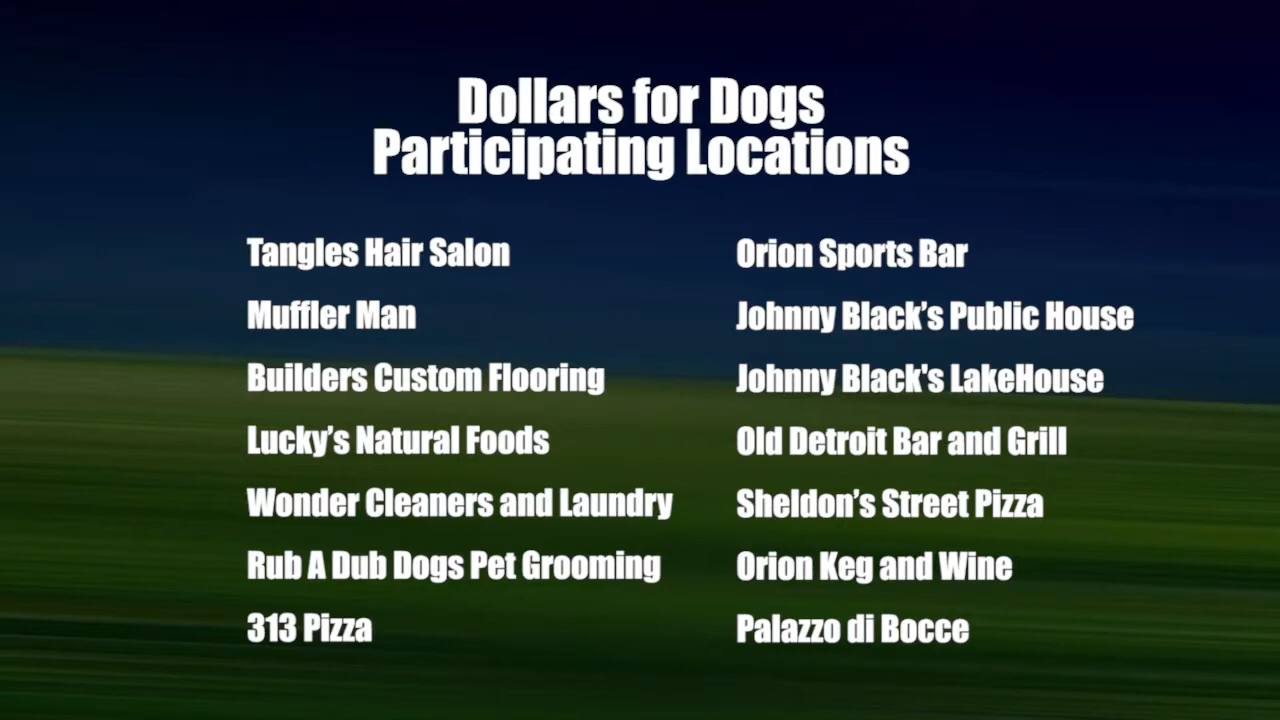 Dollars for Dogs
Participating Locations
Tangles Hair Salon
Muffler Man
Builders Custom Flooring
Lucky’s Natural Foods
Wonder Cleaners and Laundry
Rub A Dub Dogs Pet Grooming
313 Pizza
Orion Sports Bar
Johnny Black’s Public House
Johnny Black's LakeHouse
Old Detroit Bar and Grill
Sheldon’s Street Pizza
Orion Keg and Wine
Palazzo di Bocce